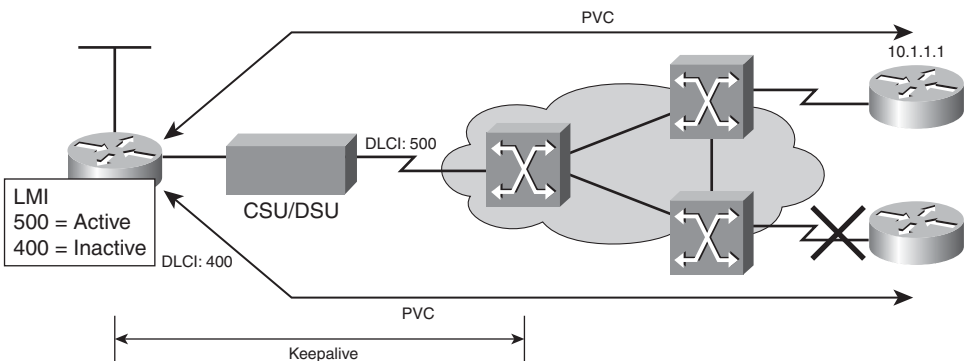 PVC
10.1.1.1
DLCI: 500
CSU/DSU
LMI
500 = Active
400 = Inactive
DLCI: 400
PVC
Keepalive